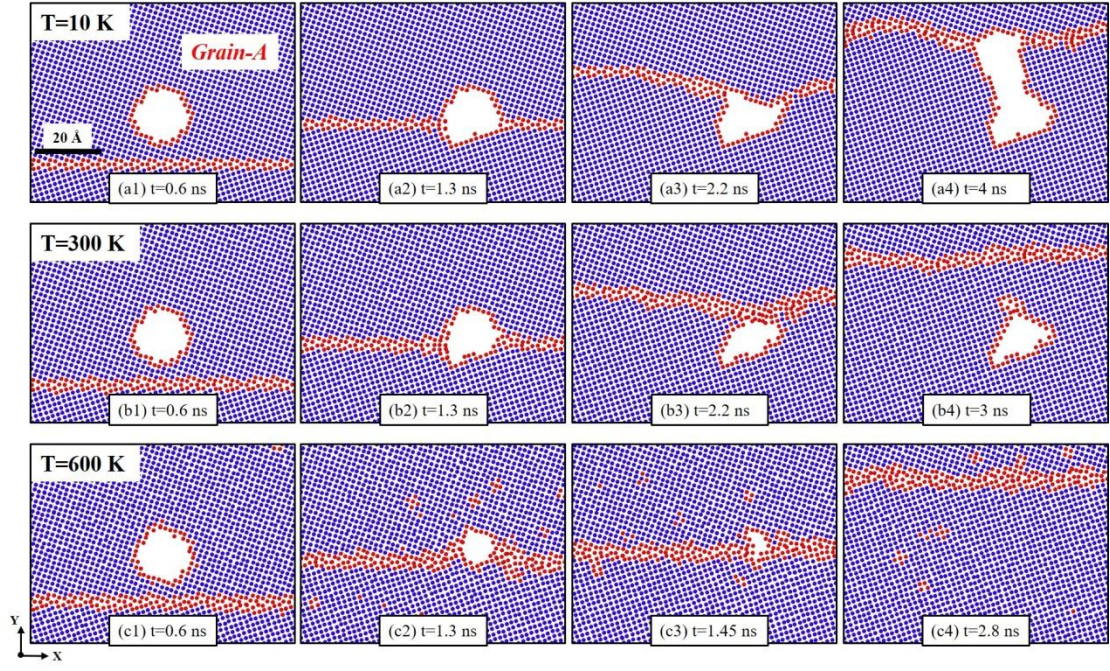 T=10 K
Grain-A
20 Å
(a1) t=0.6 ns
(a2) t=1.3 ns
(a3) t=2.2 ns
(a4) t=4 ns
T=300 K
(b1) t=0.6 ns
(b2) t=1.3 ns
(b3) t=2.2 ns
(b4) t=3 ns
T=600 K
(c1) t=0.6 ns
(c2) t=1.3 ns
(c3) t=1.45 ns
(c4) t=2.8 ns
Y
X